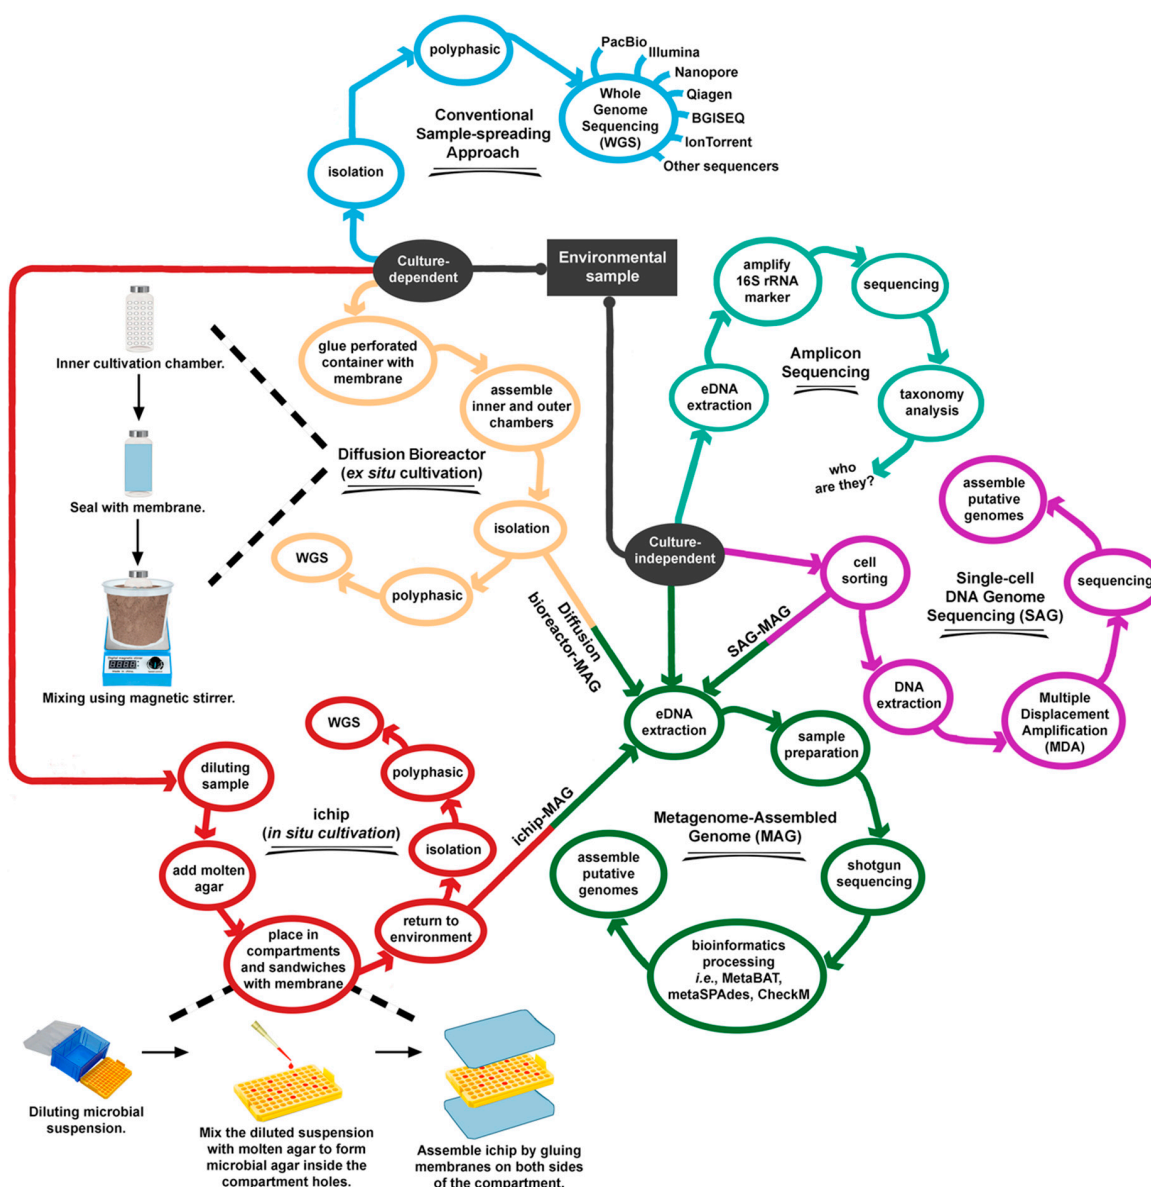 polyphasic
PacBio
Illumina
Nanopore
Qiagen
BGISEQ
IonTorrent
Other sequencers
Whole
Genome
Sequencing
(WGS)
Conventional
Sample-spreading
Approach
isolation
Culture-
dependent
Environmental
sample
amplify
16S rRNA
marker
sequencing
Amplicon
Sequencing
eDNA
extraction
taxonomy
analysis
who
are they?
Inner cultivation chamber.
Seal with membrane.
Digital magnetic stirrer
Mixing using magnetic stirrer.
glue perforated
container with
membrane
assemble
inner and outer
chambers
Diffusion Bioreactor
(ex situ cultivation)
isolation
WGS
polyphasic
Diffusion
bioreactor-MAG
Culture-
independent
cell
sorting
SAG-MAG
assemble
putative
genomes
Single-cell
DNA Genome
Sequencing (SAG)
sequencing
DNA
extraction
Multiple
Displacement
Amplification
(MDA)
eDNA
extraction
sample
preparation
Metagenome-Assembled
Genome (MAG)
shotgun
sequencing
assemble
putative
genomes
bioinformatics
processing
i.e., MetaBAT,
metaSPAdes, CheckM
WGS
polyphasic
diluting
sample
ichip
(in situ cultivation)
ichip-MAG
isolation
add molten
agar
return to
environment
place in
compartments
and sandwiches
with membrane
Diluting microbial
suspension.
Mix the diluted suspension
with molten agar to form
microbial agar inside the
compartment holes.
Assemble ichip by gluing
membranes on both sides
of the compartment.